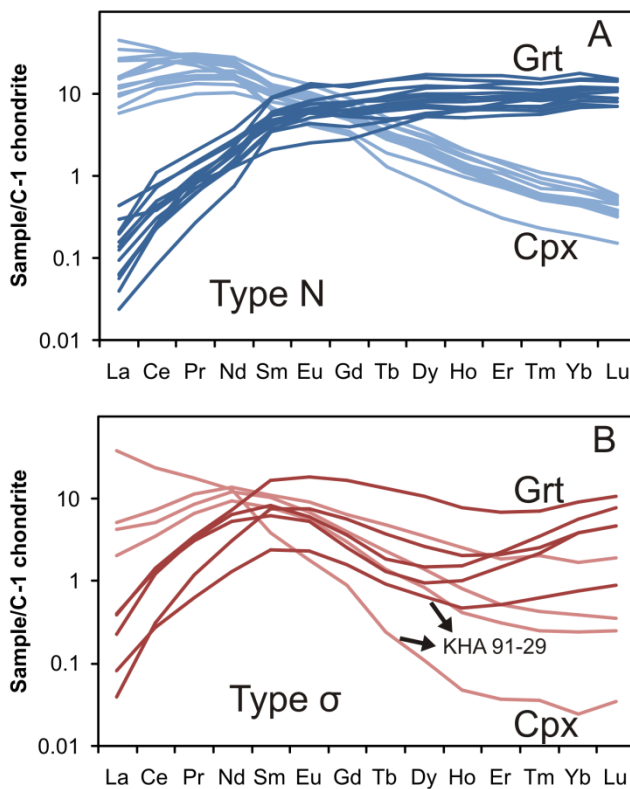 A
Grt
Cpx
Type N
Sample/C-1 chondrite
10
1
0.1
0.01
La Ce Pr Nd Sm Eu Gd Tb Dy Ho Er Tm Yb Lu
B
Grt
KHA 91-29
Type σ
Cpx
Sample/C-1 chondrite
10
1
0.1
0.01
La Ce Pr Nd Sm Eu Gd Tb Dy Ho Er Tm Yb Lu